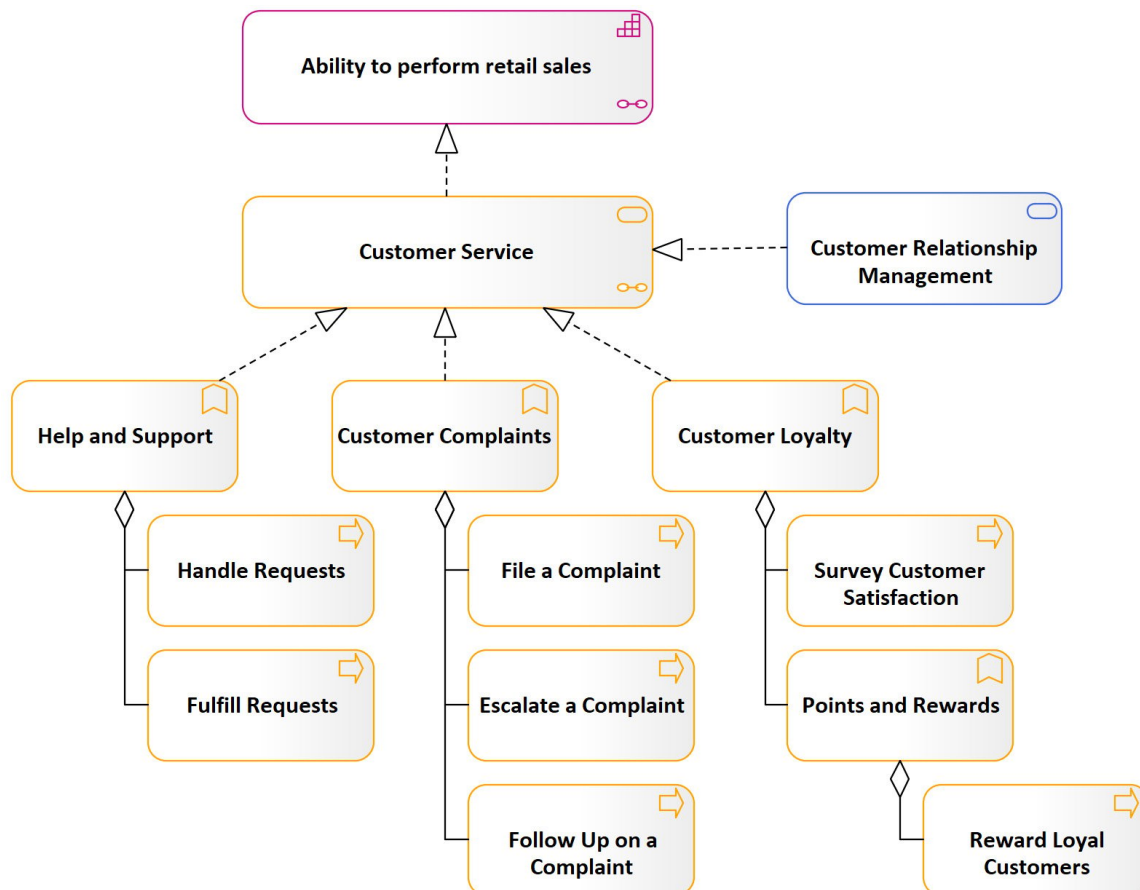 Ability to perform retail sales
Customer Service
Customer Relationship
Management
Help and Support
Customer Complaints
Customer Loyalty
Handle Requests
File a Complaint
Survey Customer
Satisfaction
Fulfill Requests
Escalate a Complaint
Points and Rewards
Follow Up on a
Complaint
Reward Loyal
Customers